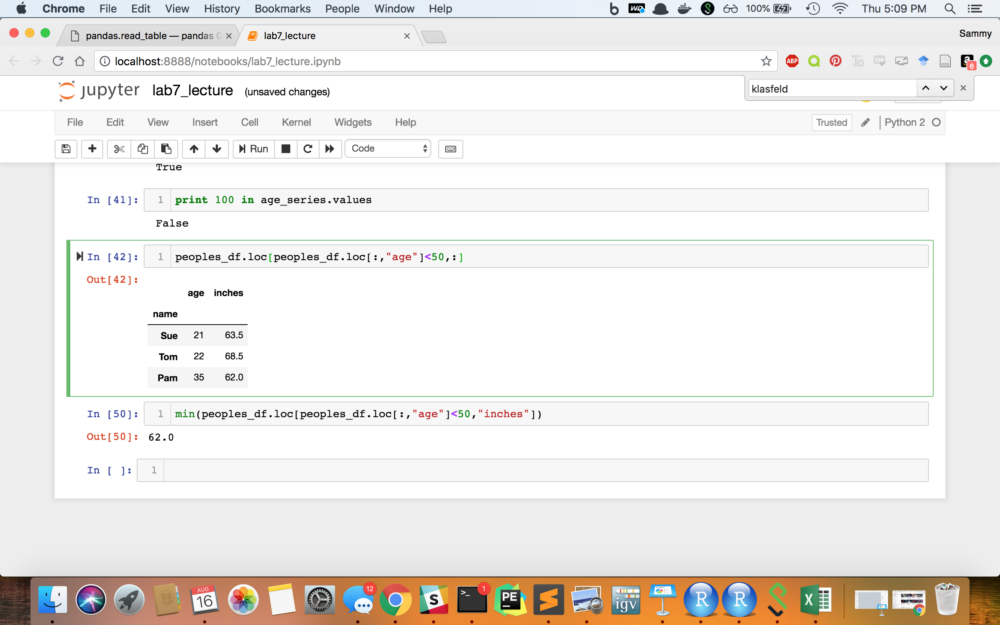 Chrome File Edit View History Bookmarks People Window Help 100% Thu 5:09 PM
pandas.read_table — pandas 0 lab7_lecture Sammy
localhost:8888/notebooks/lab7_lecture.ipynb ABP CSS a 6
jupyter lab7_lecture (unsaved changes) klasfeld
File Edit View Insert Cell Kernel Widgets Help Trusted Python 2
Run Code
True
In [41]: 1 print 100 in age_series.values
False
In [42]: 1 peoples_df.loc[peoples_df.loc[:,"age"]<50,:]
Out[42]:
age inches
name
Sue 21 63.5
Tom 22 68.5
Pam 35 62.0
In [50]: 1 min(peoples_df.loc[peoples_df.loc[:,"age"]<50,"inches"])
Out[50]: 62.0
In [ ]: 1
AUG 16 12 S >_ 1 PE igv R R X